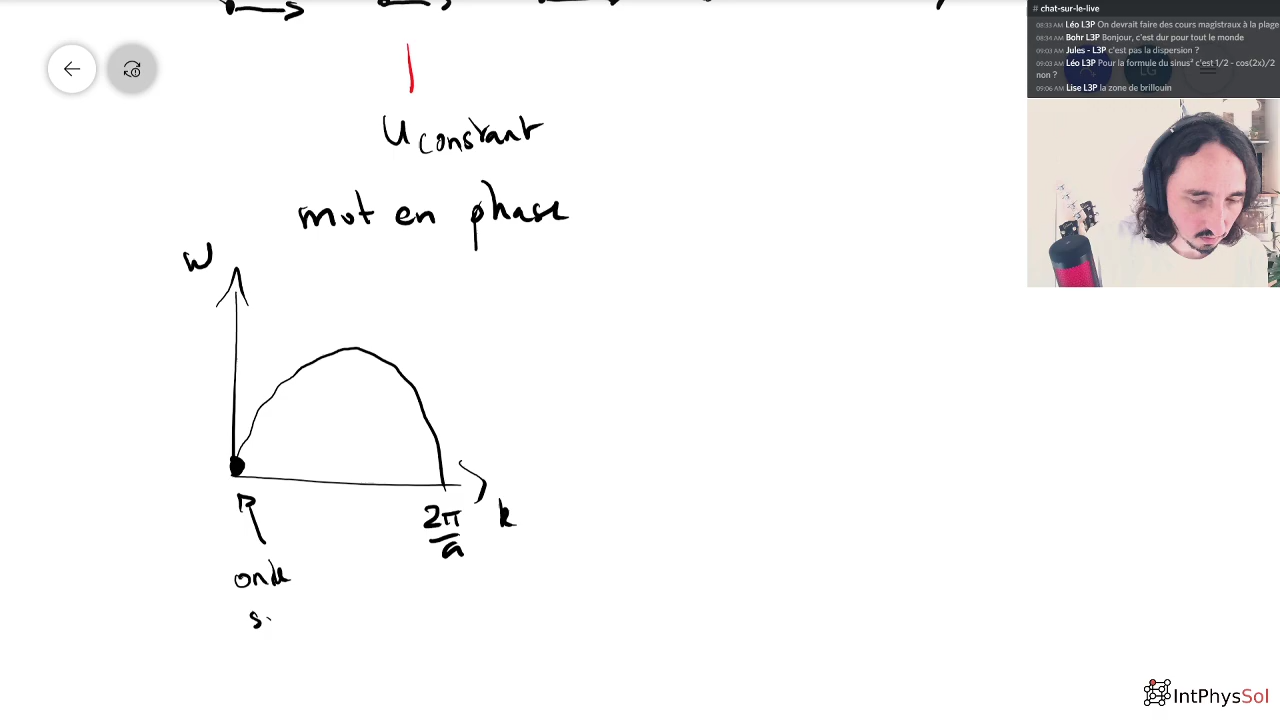 # chat-sur-le-live
08:33 AM Léo L3P On devrait faire des cours magistraux à la plage
08:34 AM Bohr L3P Bonjour, c'est dur pour tout le monde
09:03 AM Jules - L3P c'est pas la dispersion ?
09:03 AM Léo L3P Pour la formule du sinus² c'est 1/2 - cos(2x)/2
non ?
09:06 AM Lise L3P la zone de brillouin
LG
u constant
mvt en phase
ω
2π/a
k
onde
s
IntPhysSol